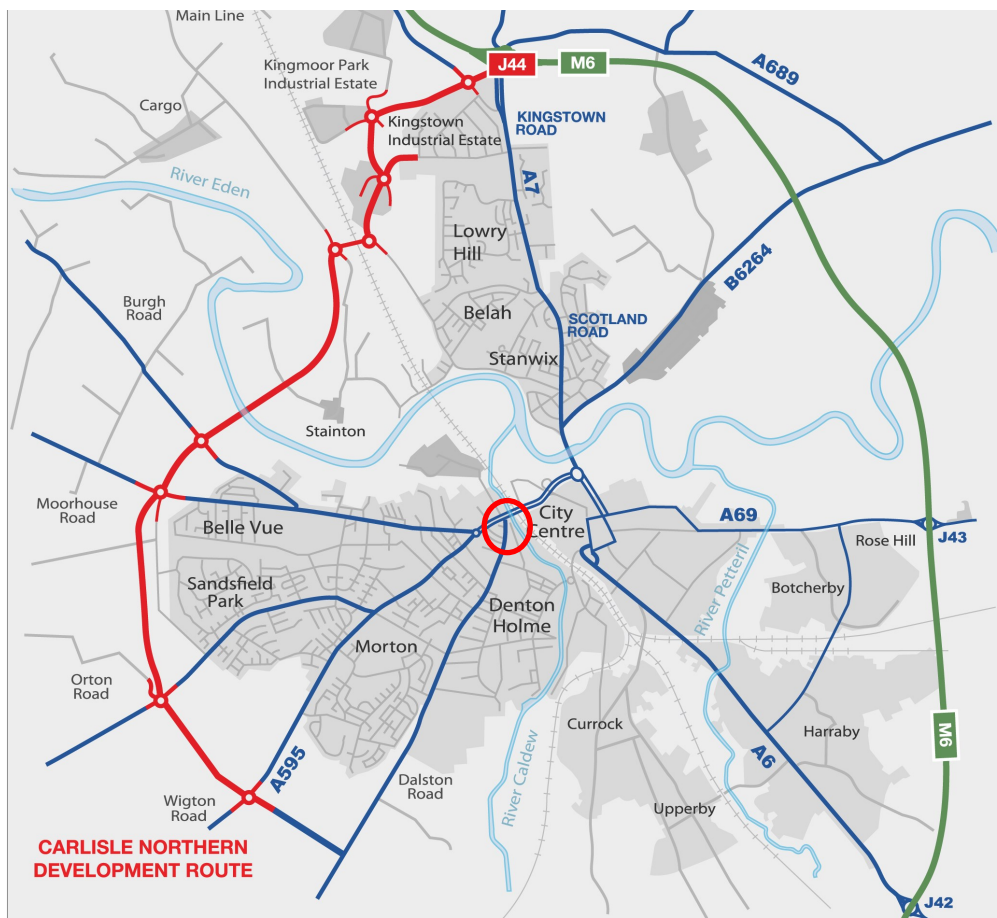 Main Line
Kingmoor Park
Industrial Estate
J44
M6
A689
Cargo
Kingstown
Industrial Estate
KINGSTOWN
ROAD
River Eden
A7
Lowry
Hill
B6264
Burgh
Road
Belah
SCOTLAND
ROAD
Stanwix
Stainton
Moorhouse
Road
Belle Vue
City
Centre
A69
Rose Hill
J43
Sandsfield
Park
Denton
Holme
Botcherby
River Petteril
Morton
Orton
Road
Currock
Harraby
M6
A6
A595
River Caldew
Dalston
Road
Wigton
Road
Upperby
CARLISLE NORTHERN
DEVELOPMENT ROUTE
J42